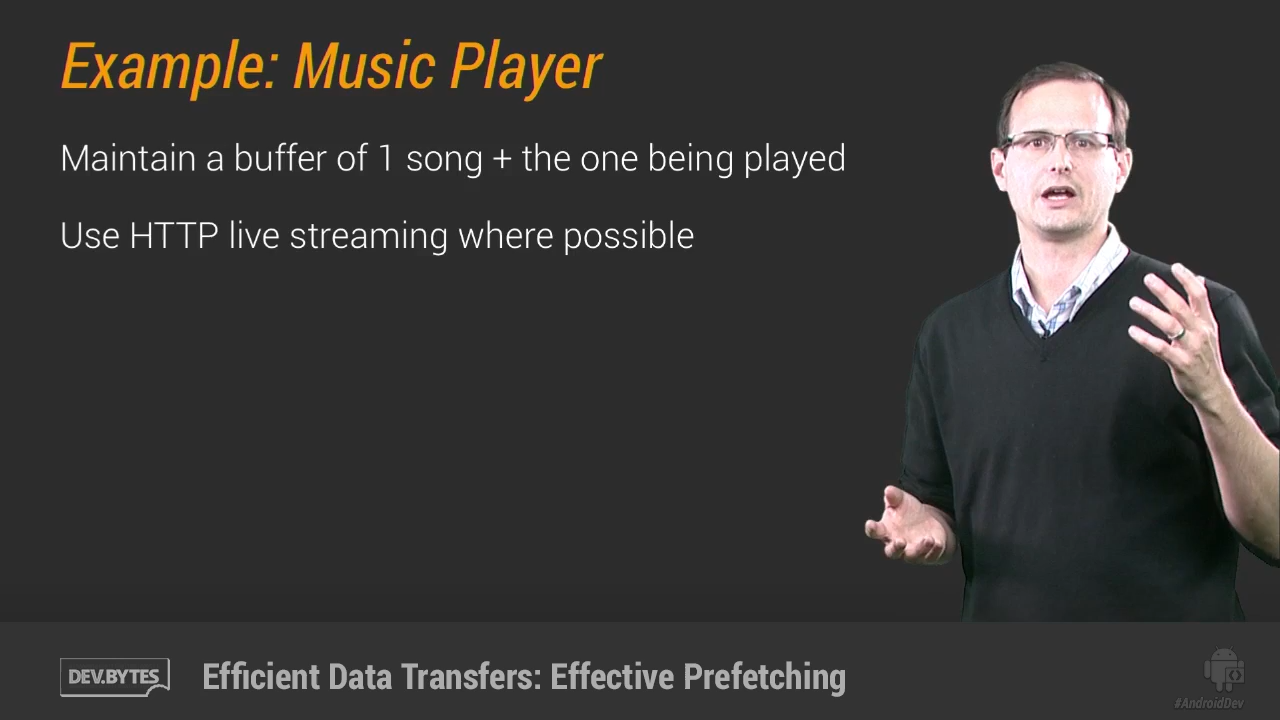 Example: Music Player
Maintain a buffer of 1 song + the one being played
Use HTTP live streaming where possible
DEV.BYTES
Efficient Data Transfers: Effective Prefetching
#AndroidDev